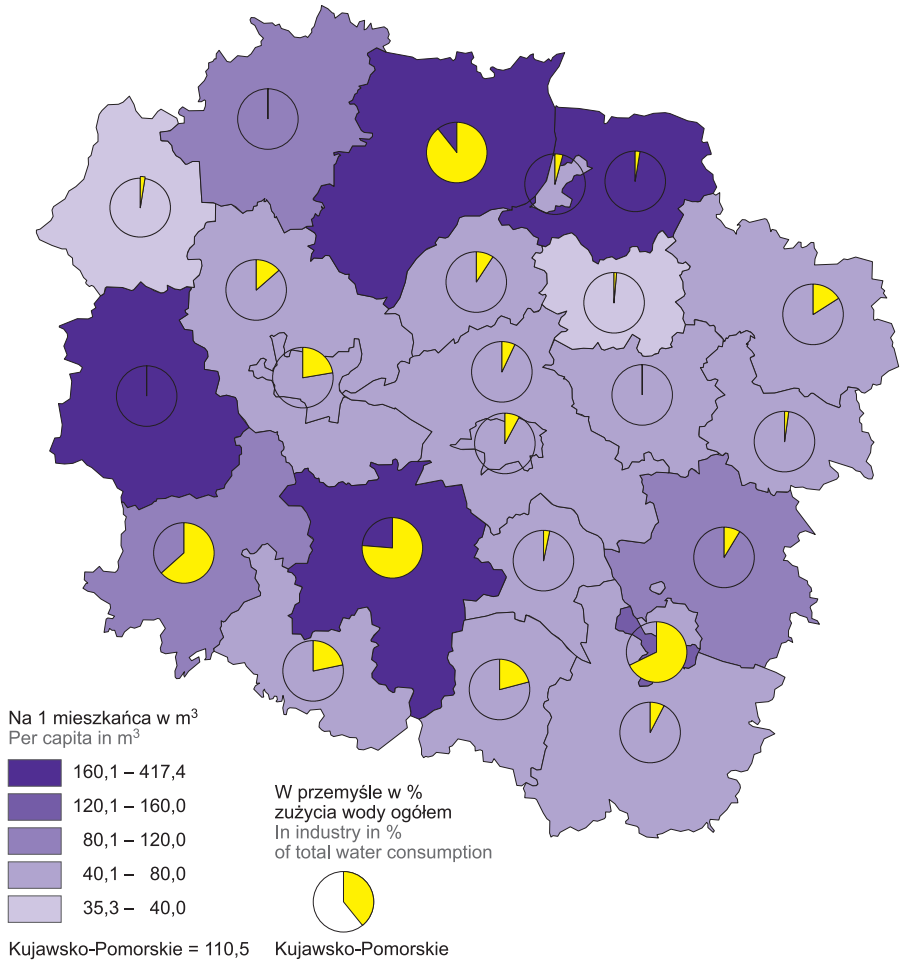 Na 1 mieszkańca w m³
Per capita in m³
160,1 – 417,4
120,1 – 160,0
80,1 – 120,0
40,1 – 80,0
35,3 – 40,0
Kujawsko-Pomorskie = 110,5
W przemyśle w %
zużycia wody ogółem
In industry in %
of total water consumption
Kujawsko-Pomorskie